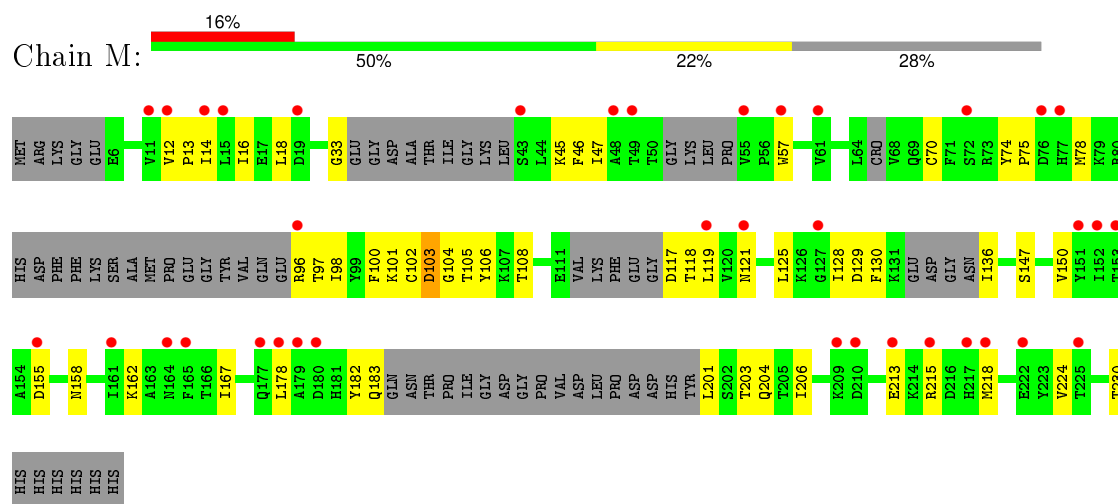 16%
Chain M:
50% 22% 28%
MET ARG LYS GLY GLU E6 V11 V12 P13 I14 L15 I16 E17 L18 D19 G33 GLU GLY ASP ALA THR ILE GLY LYS LEU S43 L44 K45 F46 I47 A48 T49 T50 GLY LYS LEU PRO V55 P56 W57 V61 L64 CRO V68 Q69 C70 F71 S72 R73 Y74 P75 D76 H77 M78 K79 R80
HIS ASP PHE PHE LYS SER ALA MET PRO GLU GLY TYR VAL GLN GLU R96 T97 I98 Y99 F100 K101 C102 D103 G104 T105 Y106 K107 T108 E111 VAL LYS PHE GLU GLY D117 T118 L119 V120 N121 L125 K126 G127 I128 D129 F130 K131 GLU ASP GLY ASN I136 S147 V150 Y151 I152 T153
A154 D155 N158 I161 K162 A163 N164 F165 T166 I167 Q177 L178 A179 D180 H181 Y182 Q183 GLN ASN THR PRO ILE GLY ASP GLY PRO VAL ASP LEU PRO ASP ASP HIS TYR L201 S202 T203 Q204 T205 I206 K209 D210 E213 K214 R215 D216 H217 M218 E222 Y223 V224 T225 T230
HIS HIS HIS HIS HIS HIS